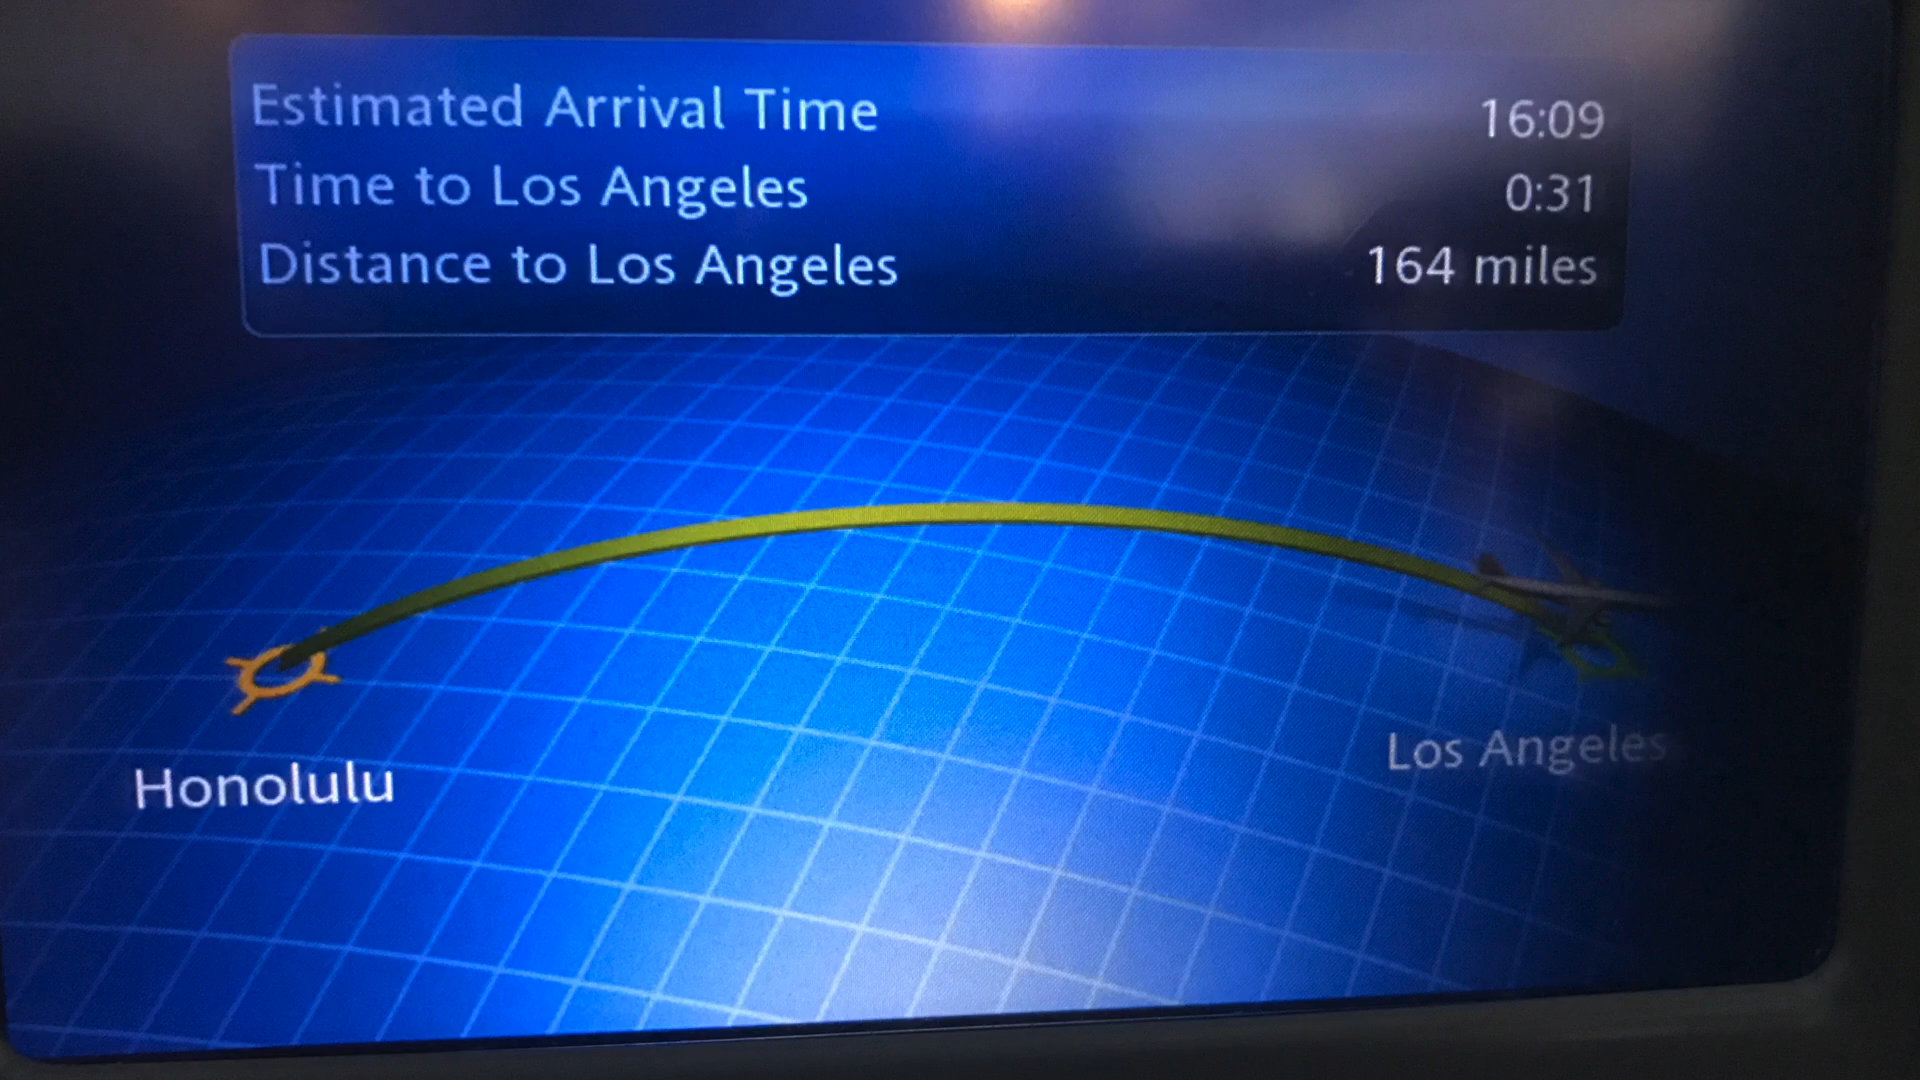 Estimated Arrival Time 16:09
Time to Los Angeles 0:31
Distance to Los Angeles 164 miles
Honolulu
Los Angeles